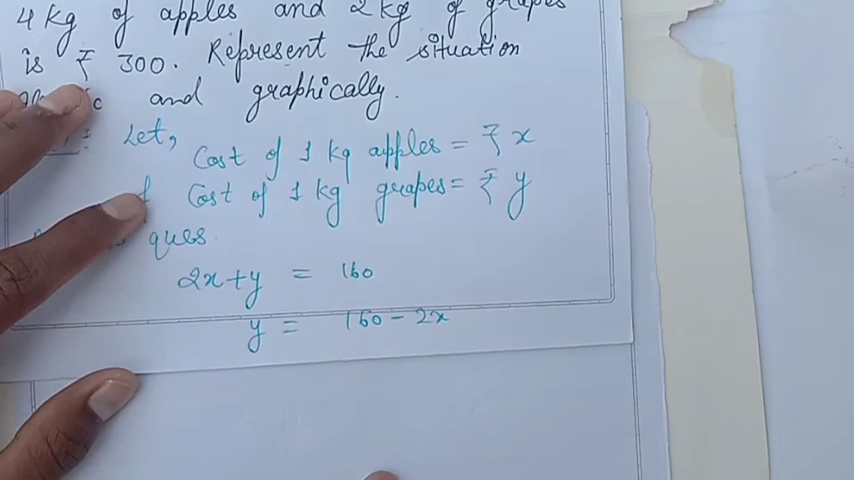 4 kg of apples and 2 kg of grapes
is ₹ 300. Represent the situation
and graphically.
Let,
Cost of 1 kg apples = ₹ x
Cost of 1 kg grapes = ₹ y
ques.
2x+y = 160
y = 160 - 2x